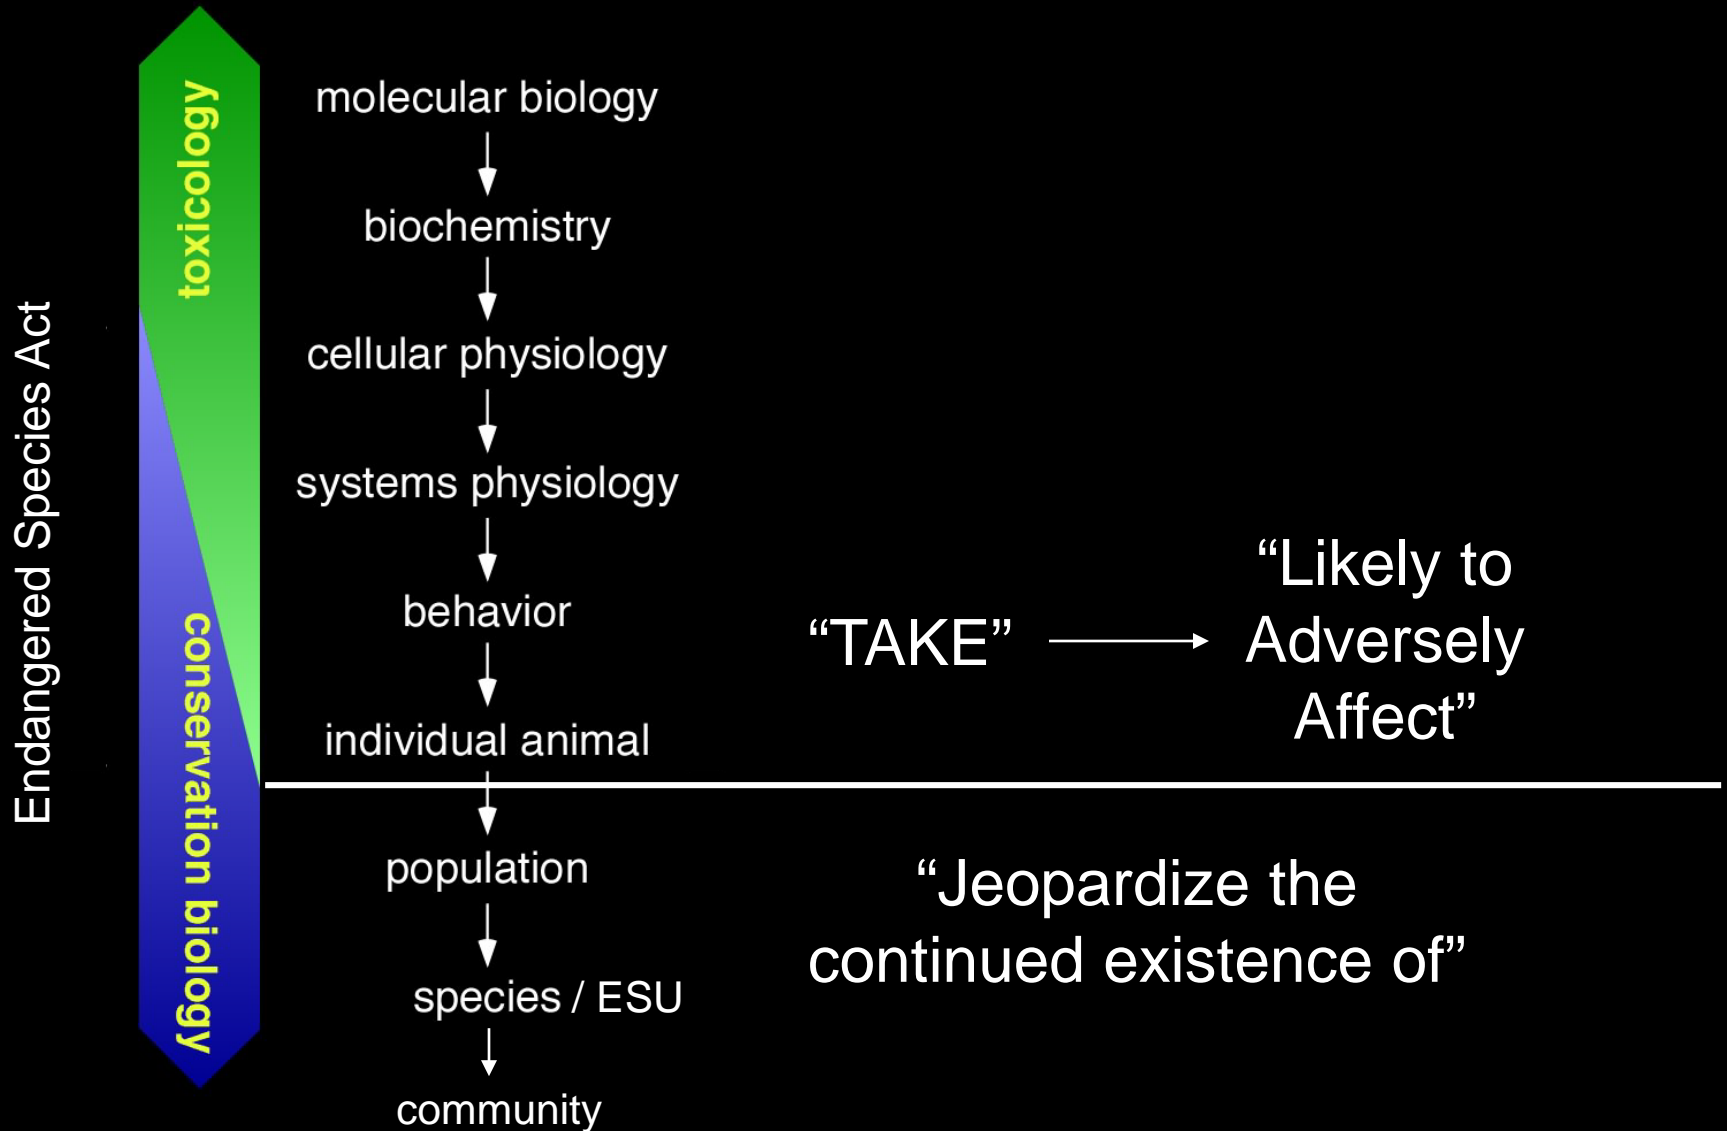 Endangered Species Act
toxicology
conservation biology
molecular biology
biochemistry
cellular physiology
systems physiology
behavior
individual animal
population
species / ESU
community
“TAKE”
“Likely to
Adversely
Affect”
“Jeopardize the
continued existence of”